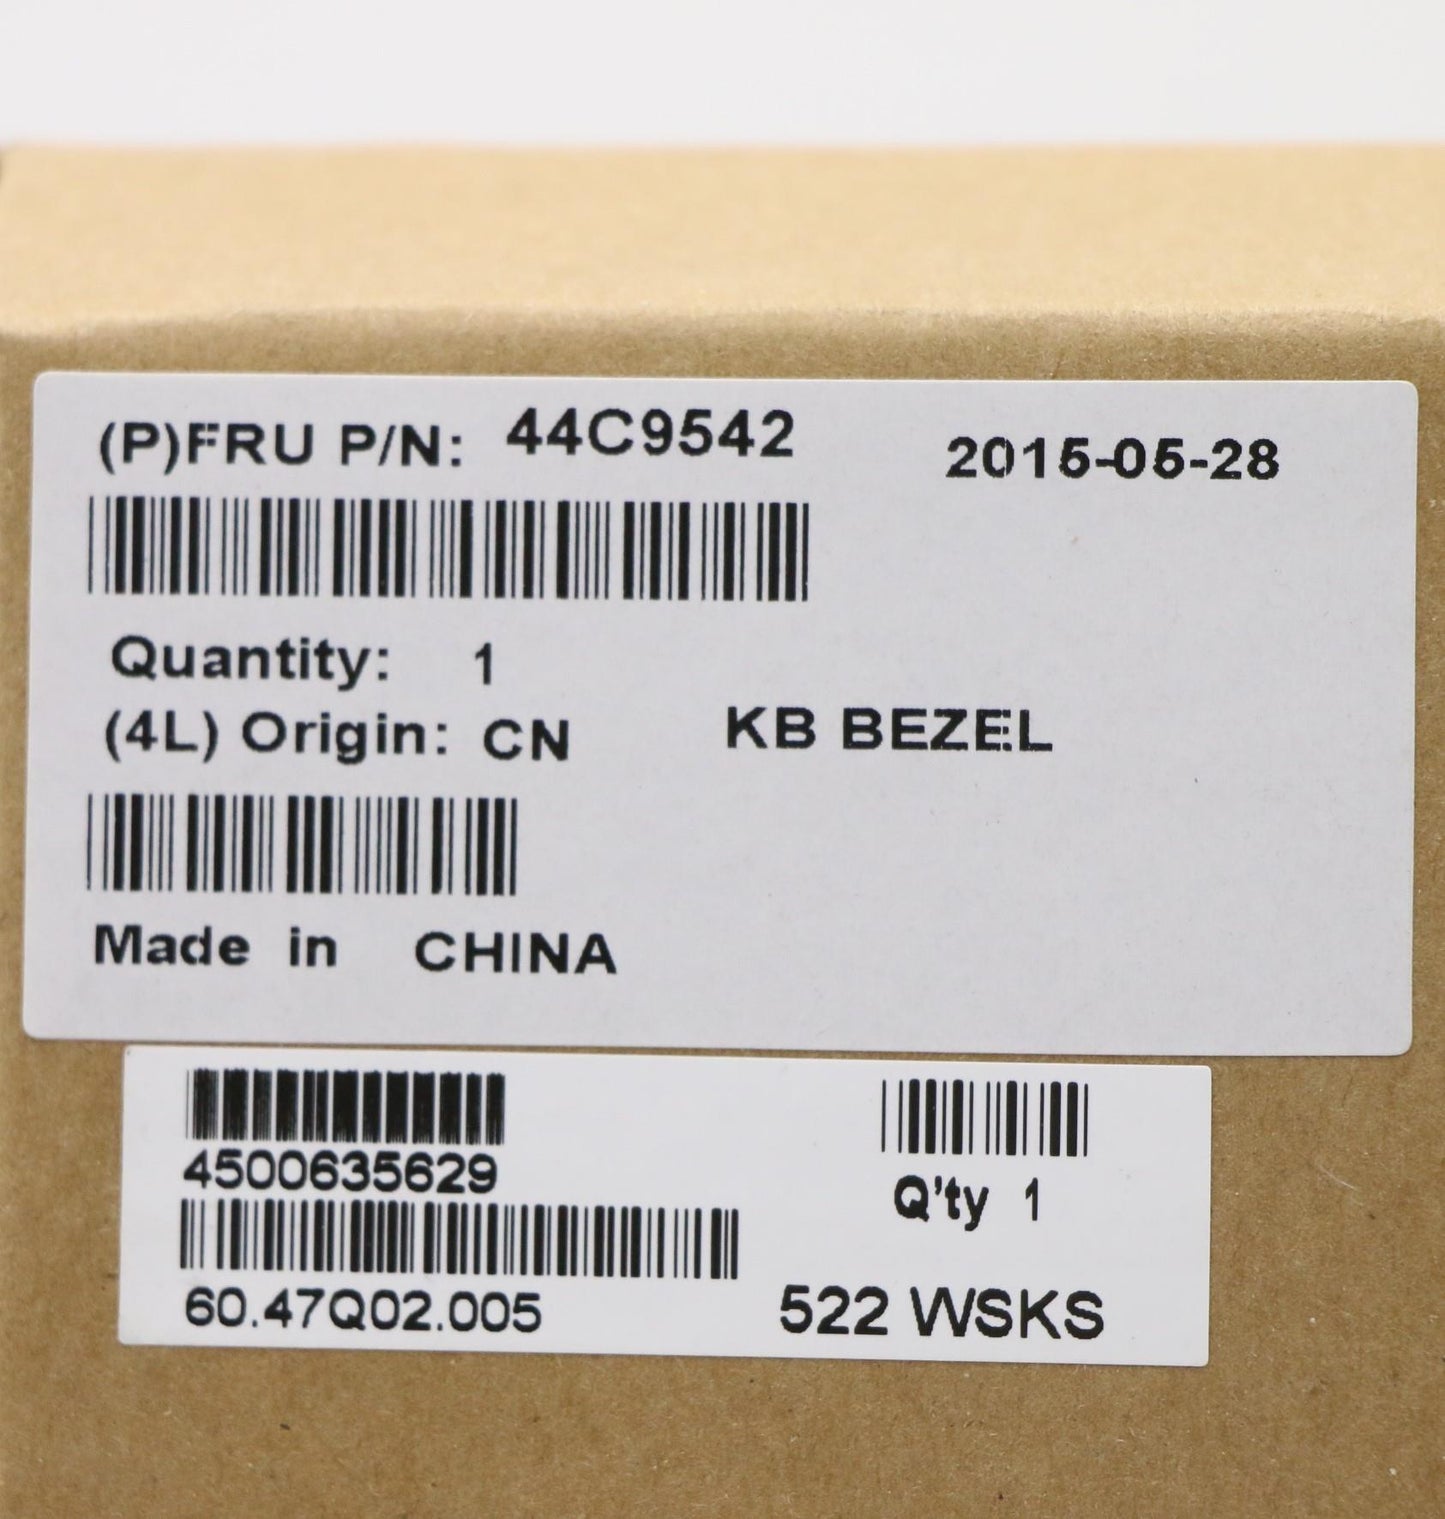 (P)FRU P/N: 44C9542 2015-05-28
Quantity: 1
(4L) Origin: CN KB BEZEL
Made in CHINA
4500635629
Q'ty 1
60.47Q02.005 522 WSKS